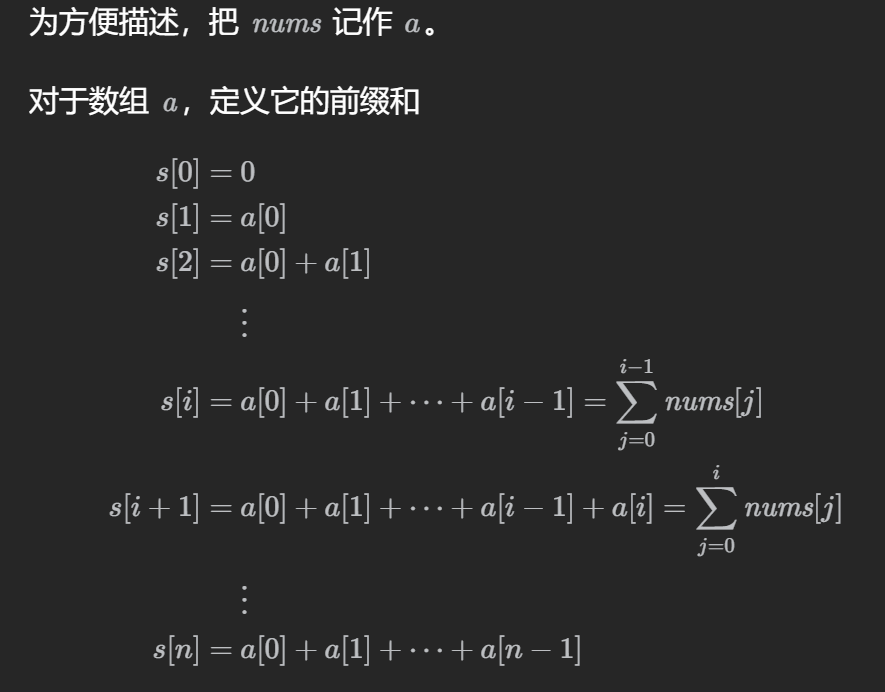 为方便描述，把 nums 记作 a。
对于数组 a，定义它的前缀和
s[0] = 0
s[1] = a[0]
s[2] = a[0] + a[1]
⋮
s[i] = a[0] + a[1] + ⋯ + a[i − 1] = ∑_{j=0}^{i−1} nums[j]
s[i + 1] = a[0] + a[1] + ⋯ + a[i − 1] + a[i] = ∑_{j=0}^{i} nums[j]
⋮
s[n] = a[0] + a[1] + ⋯ + a[n − 1]